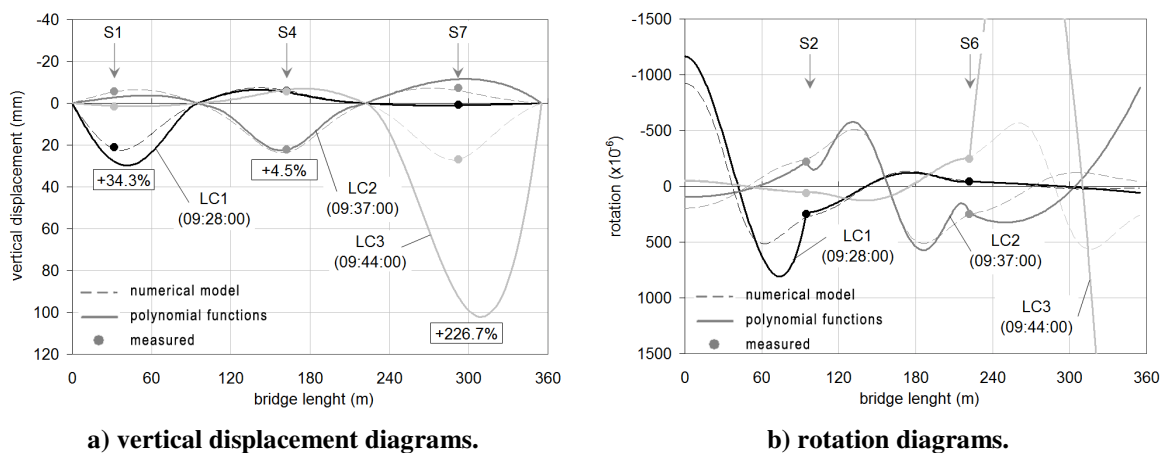 -40
-20
0
20
40
60
80
100
120
vertical displacement (mm)
S1
S4
S7
+34.3%
+4.5%
+226.7%
LC1
(09:28:00)
LC2
(09:37:00)
LC3
(09:44:00)
numerical model
polynomial functions
measured
0
60
120
180
240
300
360
bridge lenght (m)
a) vertical displacement diagrams.
-1500
-1000
-500
0
500
1000
1500
rotation (x10⁻⁶)
S2
S6
LC1
(09:28:00)
LC2
(09:37:00)
LC3
(09:44:00)
numerical model
polynomial functions
measured
0
60
120
180
240
300
360
bridge lenght (m)
b) rotation diagrams.